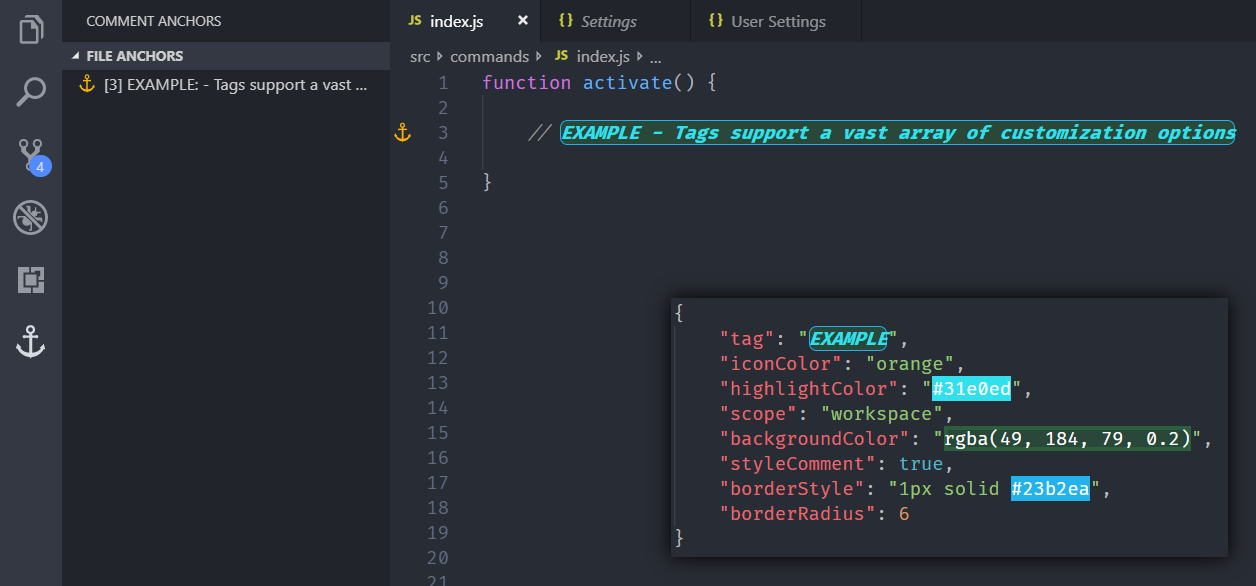 COMMENT ANCHORS
FILE ANCHORS
[3] EXAMPLE: - Tags support a vast ...
4
JS index.js ×
{} Settings
{} User Settings
src commands JS index.js ...
1 function activate() {
2
3 // EXAMPLE - Tags support a vast array of customization options
4
5 }
6
7
8
9
10
11
12
13
14
15
16
17
18
19
20
21
{
"tag": "EXAMPLE",
"iconColor": "orange",
"highlightColor": "#31e0ed",
"scope": "workspace",
"backgroundColor": "rgba(49, 184, 79, 0.2)",
"styleComment": true,
"borderStyle": "1px solid #23b2ea",
"borderRadius": 6
}